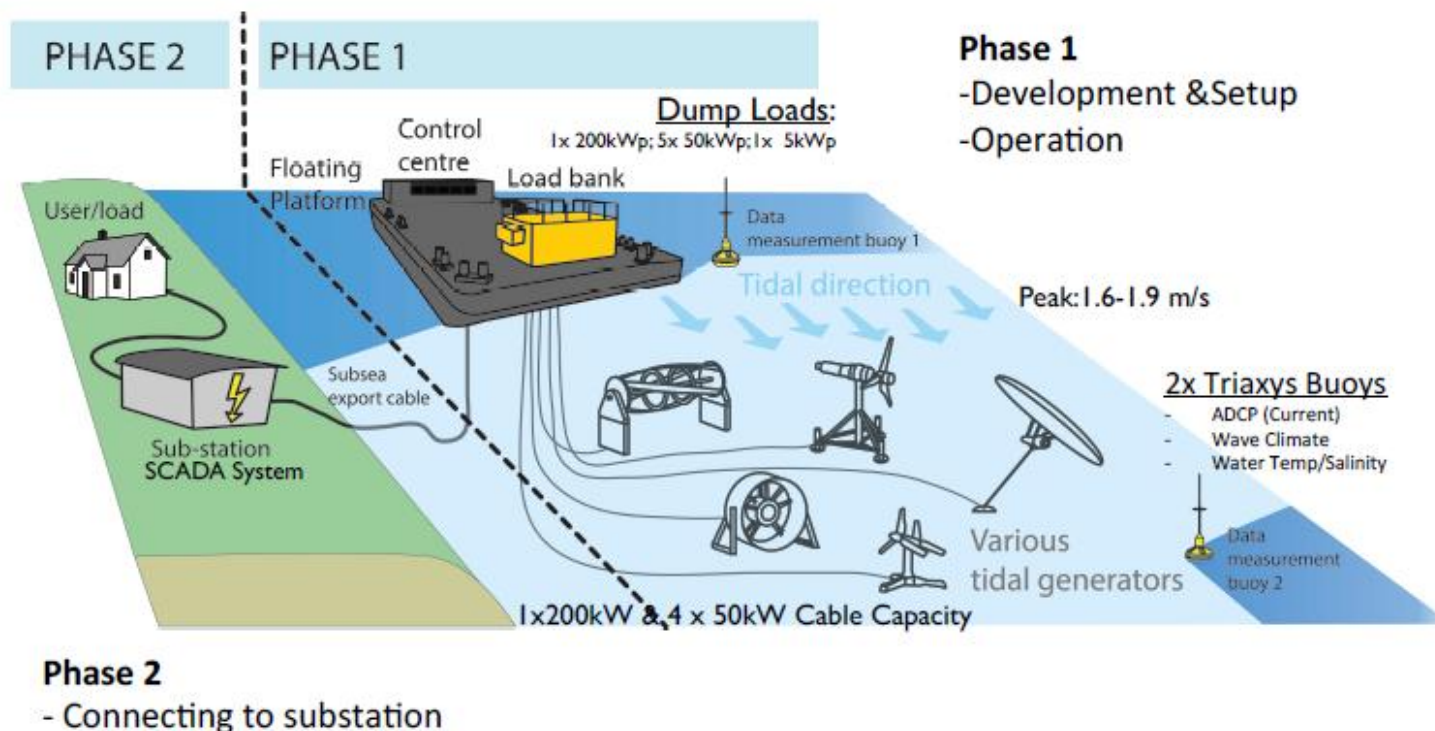 PHASE 2
PHASE 1
Phase 1
-Development &Setup
-Operation
Dump Loads:
1x 200kWp; 5x 50kWp; 1x 5kWp
Control
centre
Floating
Platform
Load bank
User/load
Data
measurement buoy 1
Tidal direction
Peak:1.6-1.9 m/s
Subsea
export cable
2x Triaxys Buoys
- ADCP (Current)
- Wave Climate
- Water Temp/Salinity
Sub-station
SCADA System
Various
tidal generators
Data
measurement
buoy 2
1x200kW & 4 x 50kW Cable Capacity
Phase 2
- Connecting to substation